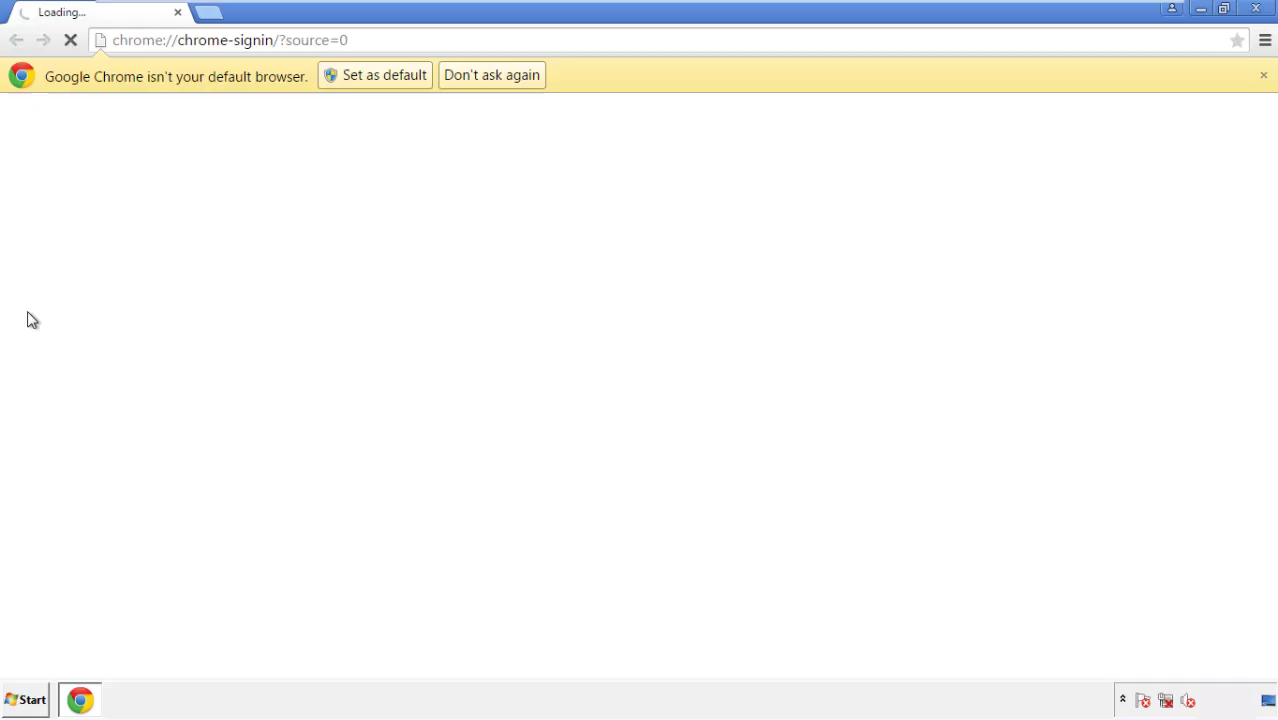 Loading...
chrome://chrome-signin/?source=0
Google Chrome isn't your default browser. Set as default Don't ask again
Start